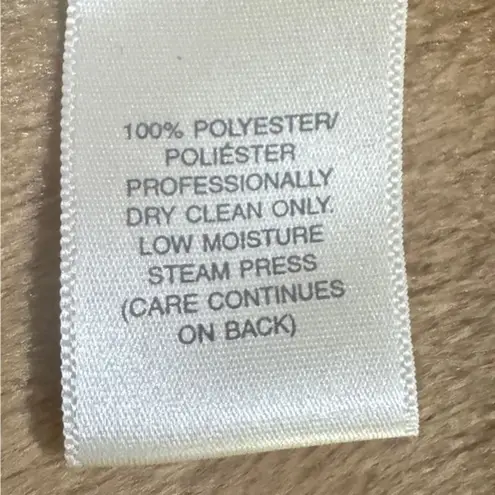 100% POLYESTER/
POLIÉSTER
PROFESSIONALLY
DRY CLEAN ONLY.
LOW MOISTURE
STEAM PRESS
(CARE CONTINUES
ON BACK)